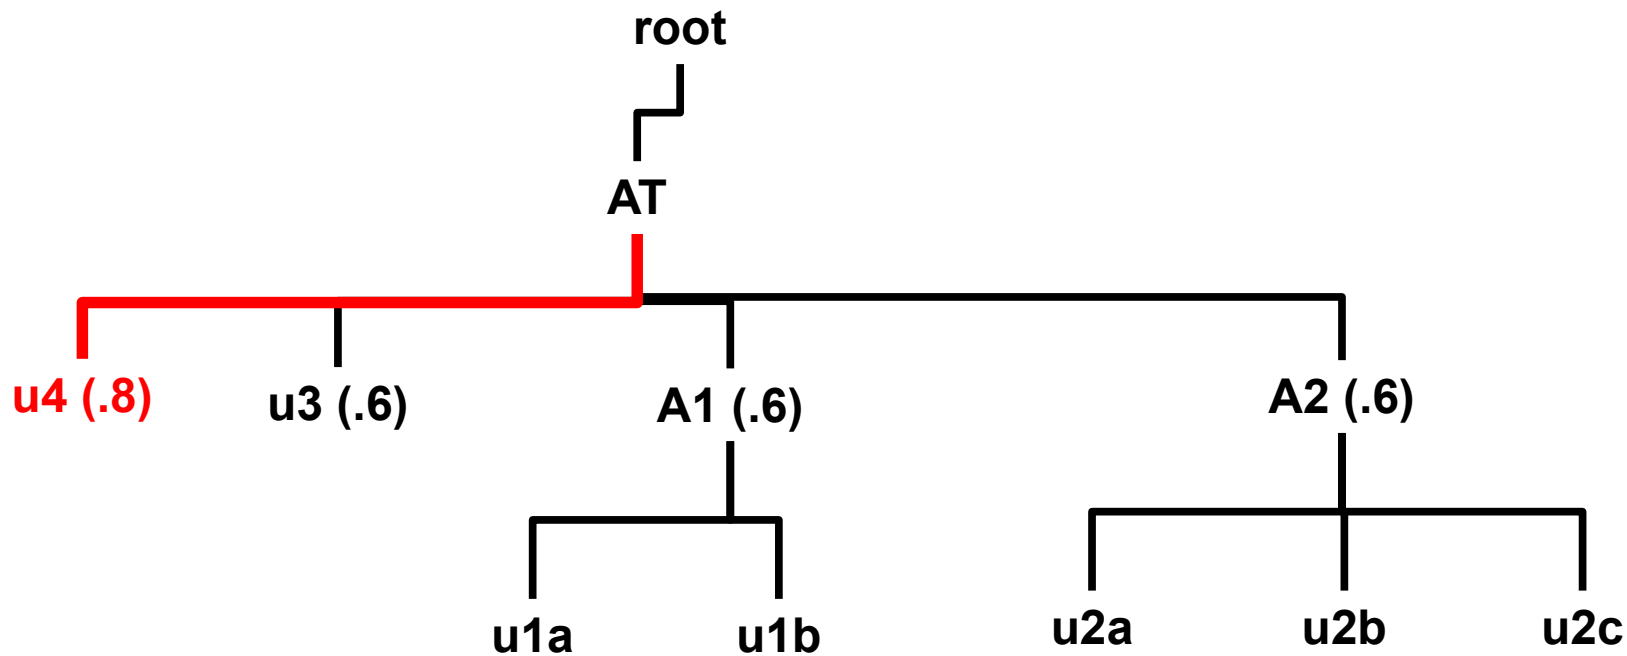 root
AT
u4 (.8)
u3 (.6)
A1 (.6)
A2 (.6)
u1a
u1b
u2a
u2b
u2c